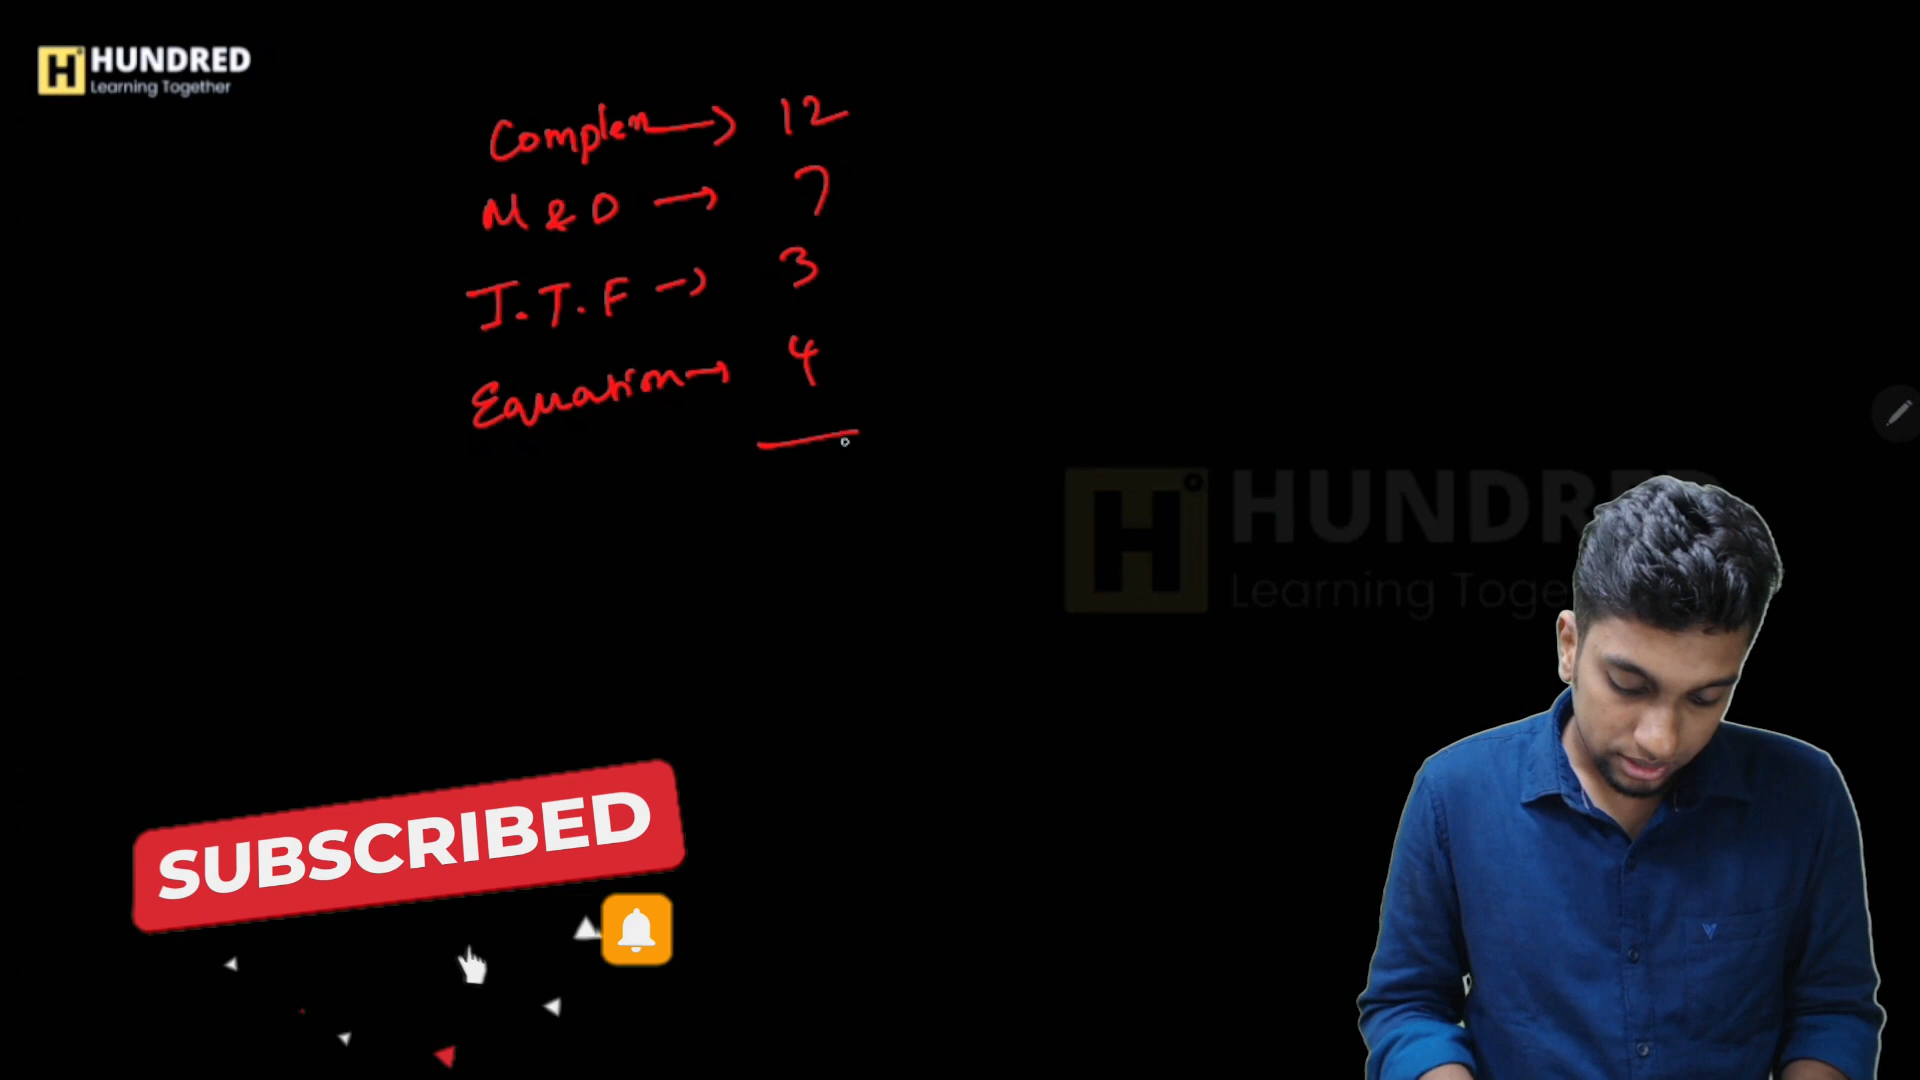 HUNDRED
Learning Together
Complex → 12
M & D → 7
I.T.F → 3
Equation → 4
HUNDRED
Learning Toge
SUBSCRIBED